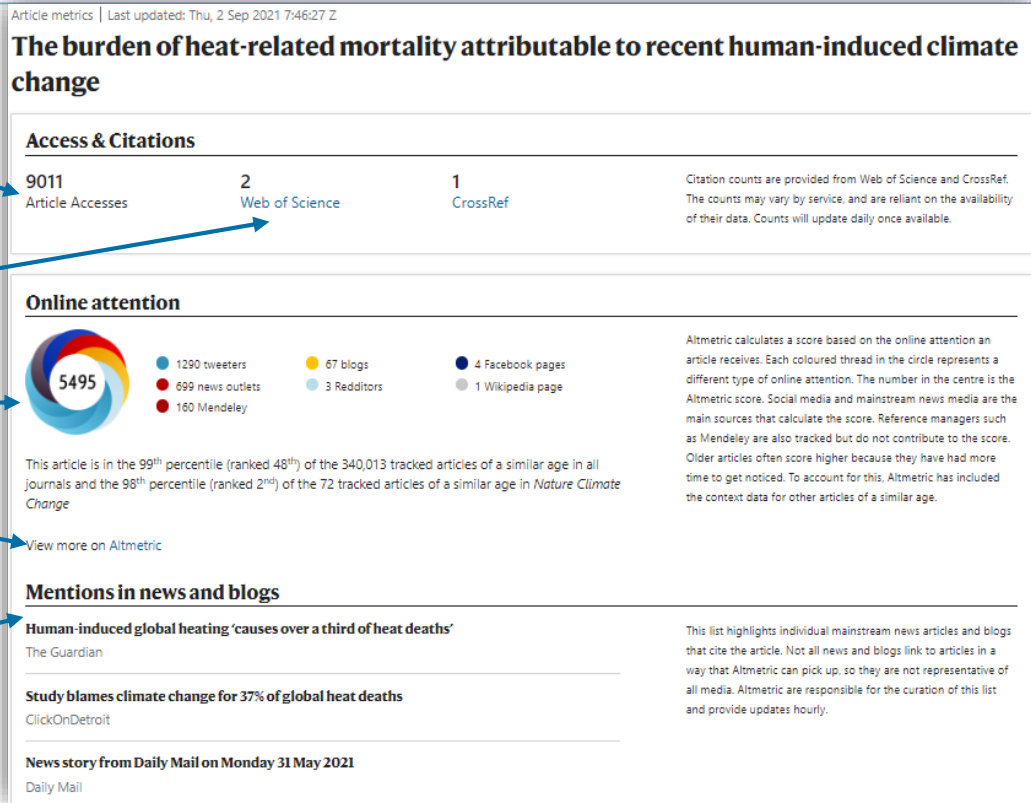 Article metrics | Last updated: Thu, 2 Sep 2021 7:46:27 Z
The burden of heat-related mortality attributable to recent human-induced climate
change
Access & Citations
9011
Article Accesses
2
Web of Science
1
CrossRef
Citation counts are provided from Web of Science and CrossRef.
The counts may vary by service, and are reliant on the availability
of their data. Counts will update daily once available.
Online attention
5495
1290 tweeters
699 news outlets
160 Mendeley
67 blogs
3 Redditors
4 Facebook pages
1 Wikipedia page
This article is in the 99th percentile (ranked 48th) of the 340,013 tracked articles of a similar age in all
journals and the 98th percentile (ranked 2nd) of the 72 tracked articles of a similar age in Nature Climate
Change
View more on Altmetric
Altmetric calculates a score based on the online attention an
article receives. Each coloured thread in the circle represents a
different type of online attention. The number in the centre is the
Altmetric score. Social media and mainstream news media are the
main sources that calculate the score. Reference managers such
as Mendeley are also tracked but do not contribute to the score.
Older articles often score higher because they have had more
time to get noticed. To account for this, Altmetric has included
the context data for other articles of a similar age.
Mentions in news and blogs
Human-induced global heating ‘causes over a third of heat deaths’
The Guardian
Study blames climate change for 37% of global heat deaths
ClickOnDetroit
News story from Daily Mail on Monday 31 May 2021
Daily Mail
This list highlights individual mainstream news articles and blogs
that cite the article. Not all news and blogs link to articles in a
way that Altmetric can pick up, so they are not representative of
all media. Altmetric are responsible for the curation of this list
and provide updates hourly.